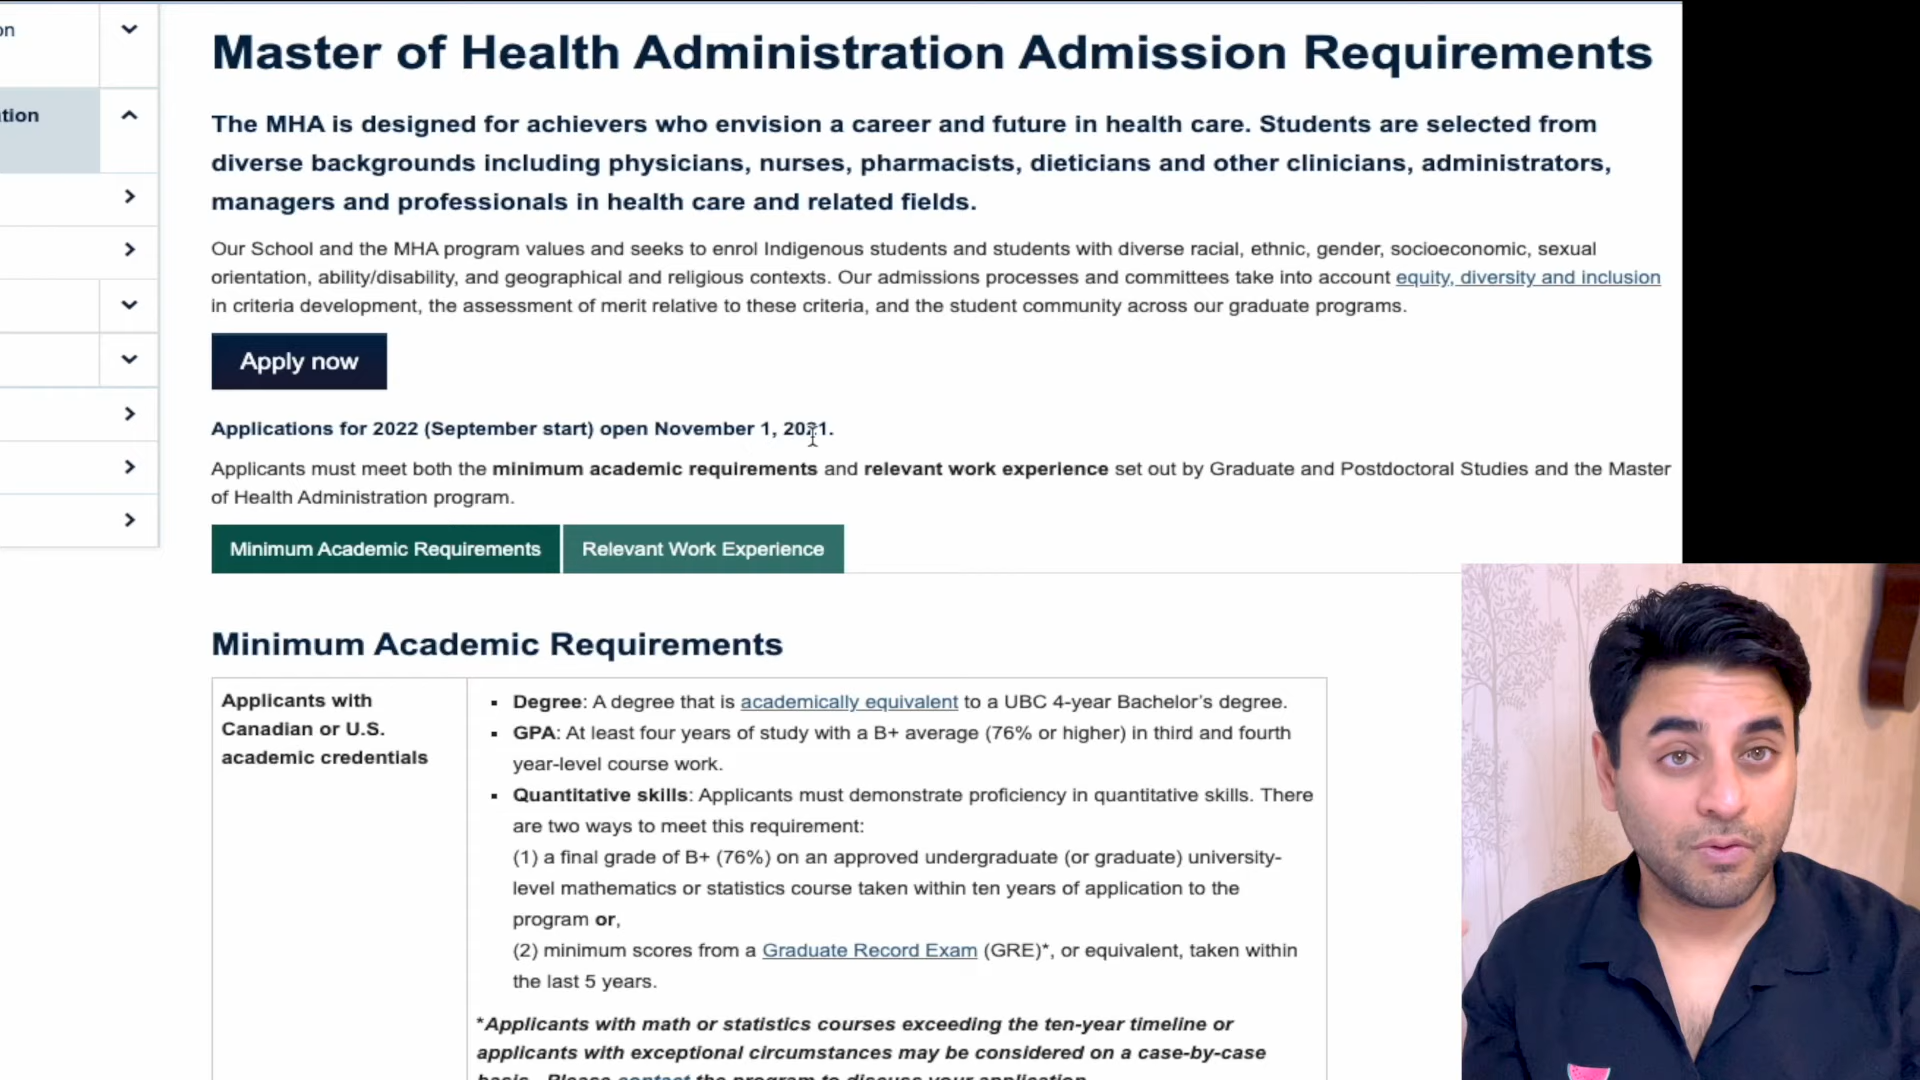 on
Master of Health Administration Admission Requirements
tion
The MHA is designed for achievers who envision a career and future in health care. Students are selected from
diverse backgrounds including physicians, nurses, pharmacists, dieticians and other clinicians, administrators,
managers and professionals in health care and related fields.
Our School and the MHA program values and seeks to enrol Indigenous students and students with diverse racial, ethnic, gender, socioeconomic, sexual
orientation, ability/disability, and geographical and religious contexts. Our admissions processes and committees take into account equity, diversity and inclusion
in criteria development, the assessment of merit relative to these criteria, and the student community across our graduate programs.
Apply now
Applications for 2022 (September start) open November 1, 2021.
Applicants must meet both the minimum academic requirements and relevant work experience set out by Graduate and Postdoctoral Studies and the Master
of Health Administration program.
Minimum Academic Requirements Relevant Work Experience
Minimum Academic Requirements
Applicants with
Canadian or U.S.
academic credentials
▪ Degree: A degree that is academically equivalent to a UBC 4-year Bachelor's degree.
▪ GPA: At least four years of study with a B+ average (76% or higher) in third and fourth
year-level course work.
▪ Quantitative skills: Applicants must demonstrate proficiency in quantitative skills. There
are two ways to meet this requirement:
(1) a final grade of B+ (76%) on an approved undergraduate (or graduate) university-
level mathematics or statistics course taken within ten years of application to the
program or,
(2) minimum scores from a Graduate Record Exam (GRE)*, or equivalent, taken within
the last 5 years.
*Applicants with math or statistics courses exceeding the ten-year timeline or
applicants with exceptional circumstances may be considered on a case-by-case
basis. Please contact the program to discuss your application.